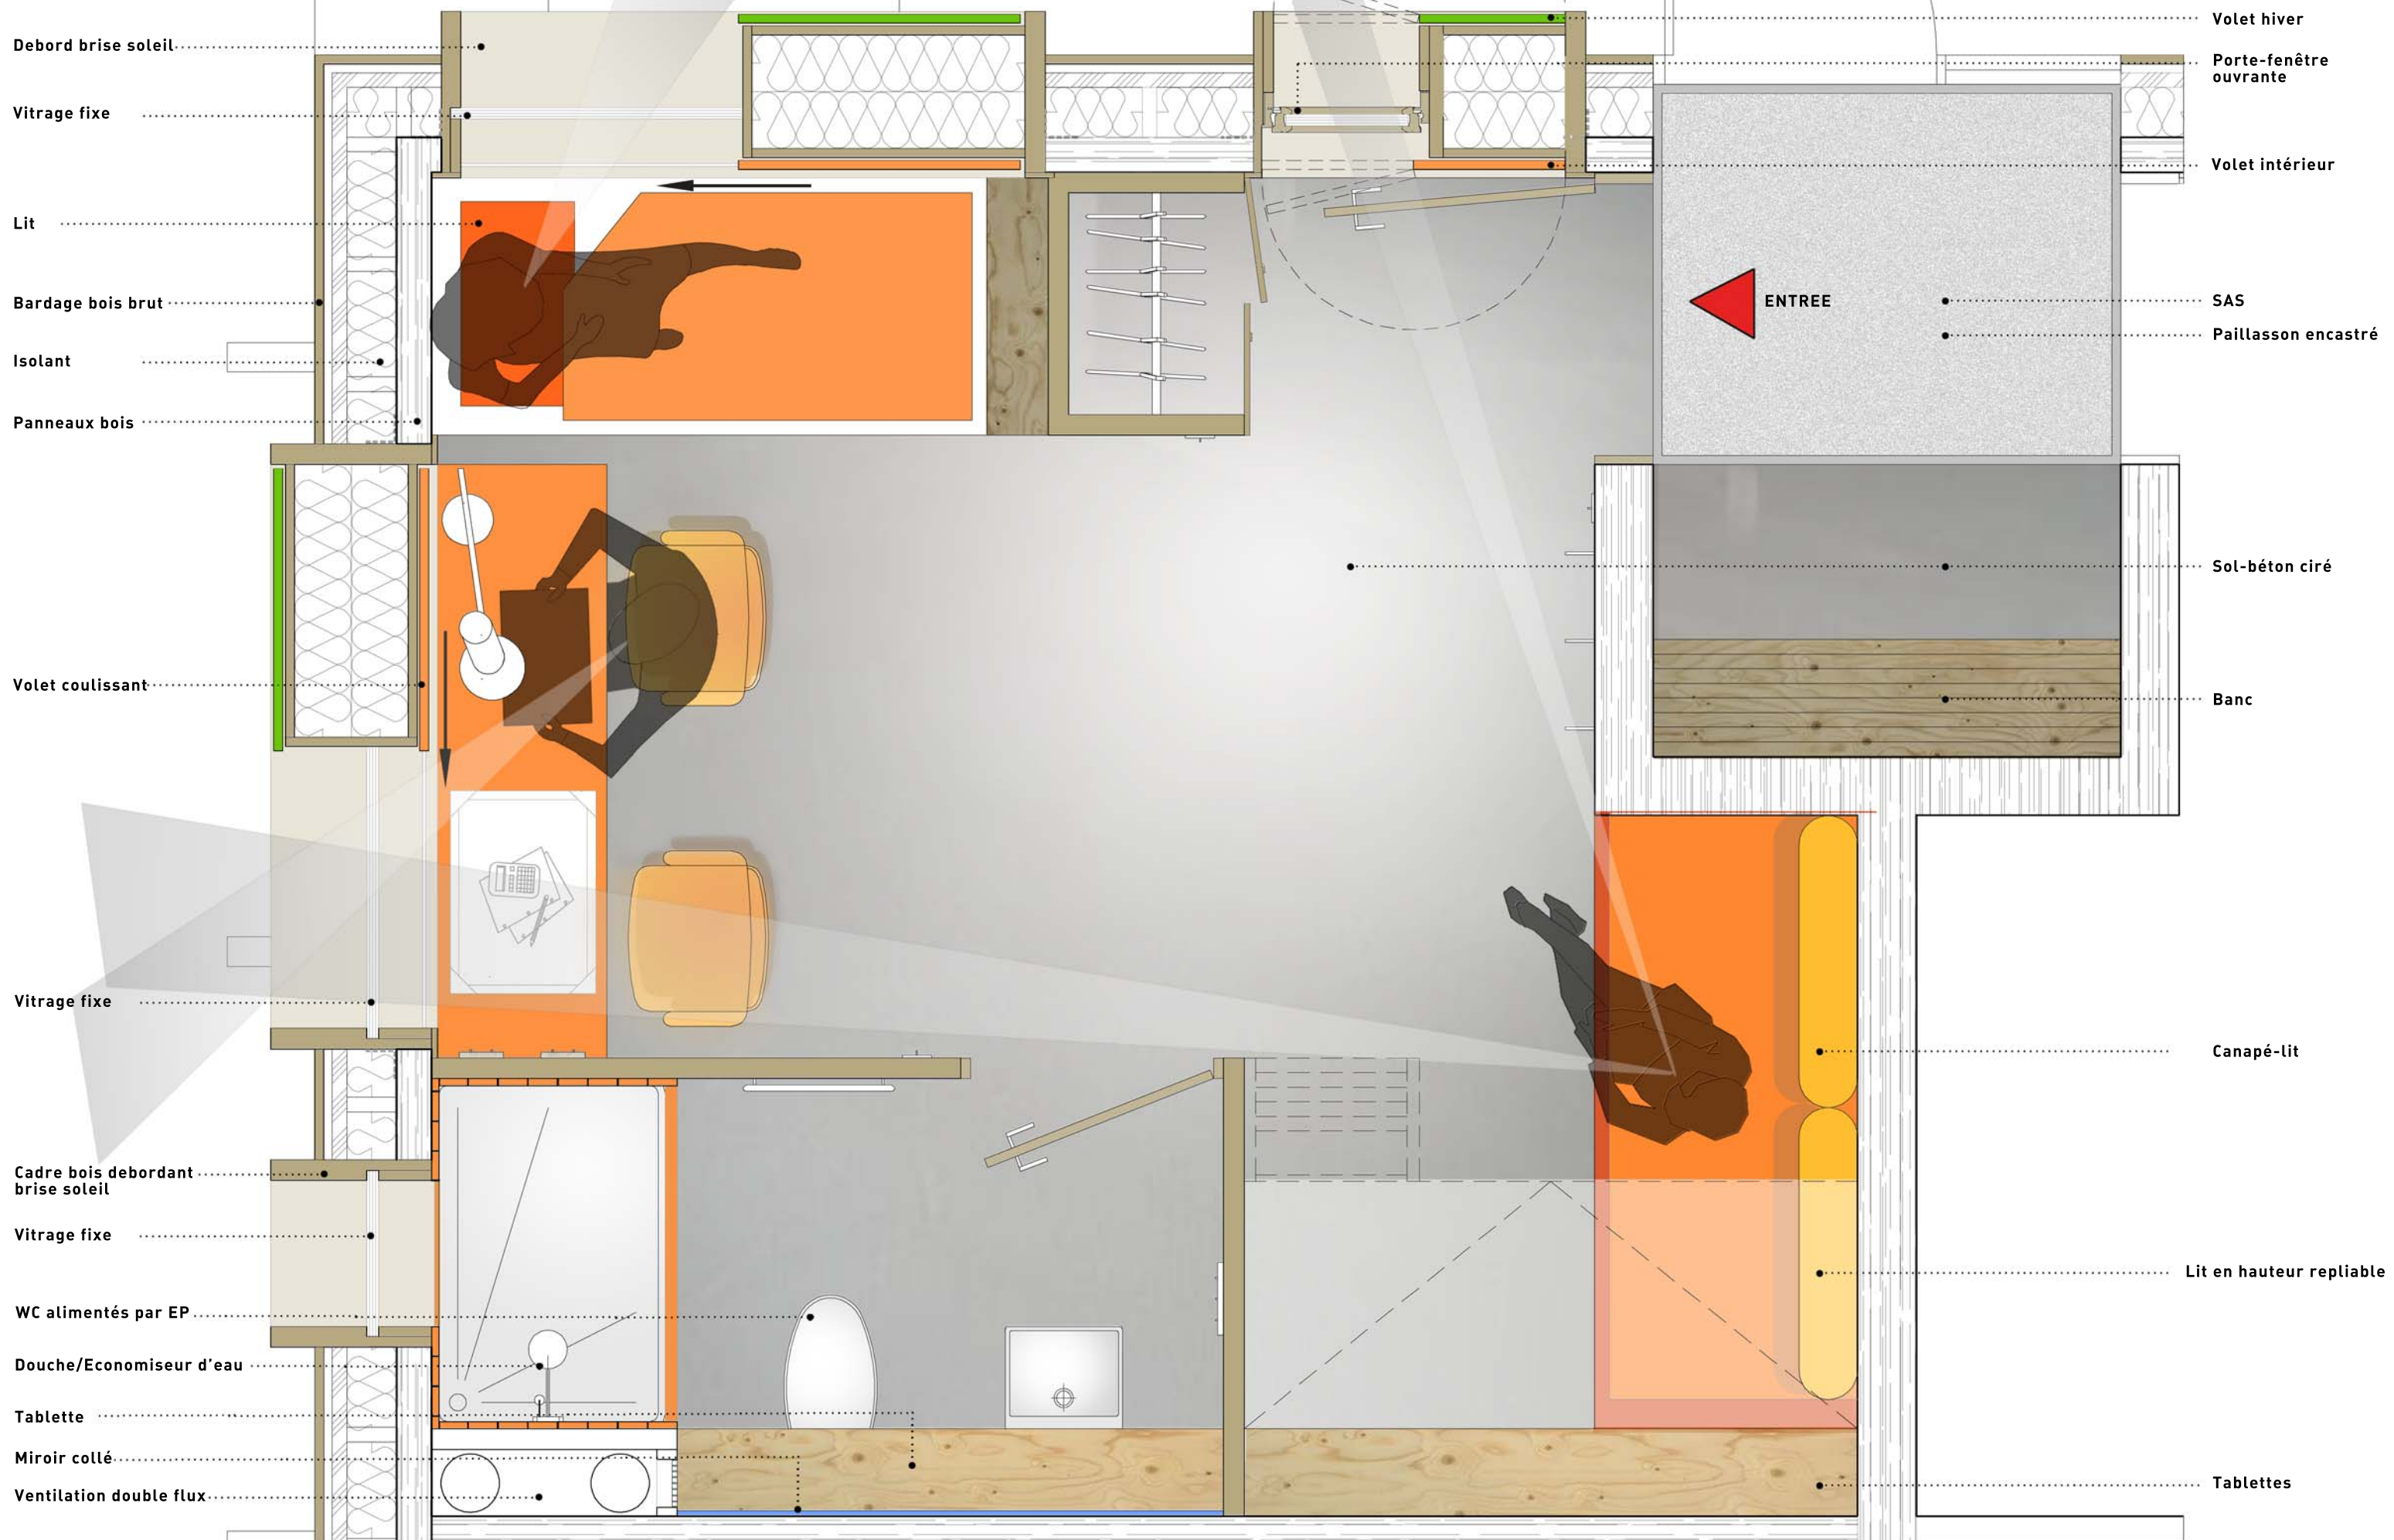 Debord brise soleil
Vitrage fixe
Lit
Bardage bois brut
Isolant
Panneaux bois
Volet coulissant
Vitrage fixe
Cadre bois debordant
brise soleil
Vitrage fixe
WC alimentés par EP
Douche/Economiseur d'eau
Tablette
Miroir collé
Ventilation double flux
ENTREE
Volet hiver
Porte-fenêtre
ouvrante
Volet intérieur
SAS
Paillasson encastré
Sol-béton ciré
Banc
Canapé-lit
Lit en hauteur repliable
Tablettes